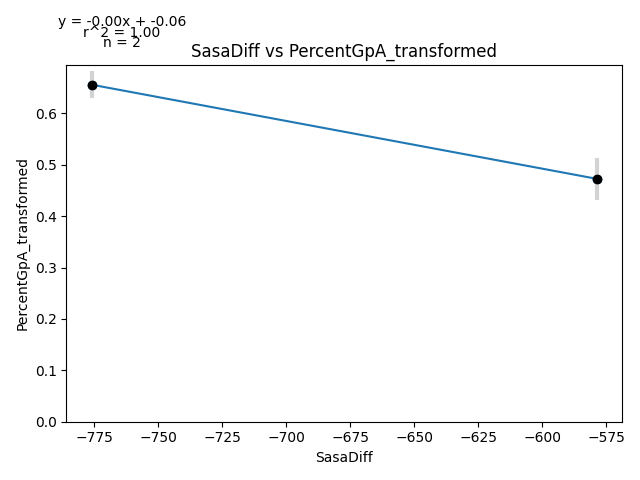 y = -0.00x + -0.06
r^2 = 1.00
n = 2
SasaDiff vs PercentGpA_transformed
PercentGpA_transformed
0.6
0.5
0.4
0.3
0.2
0.1
0.0
−775 −750 −725 −700 −675 −650 −625 −600 −575
SasaDiff